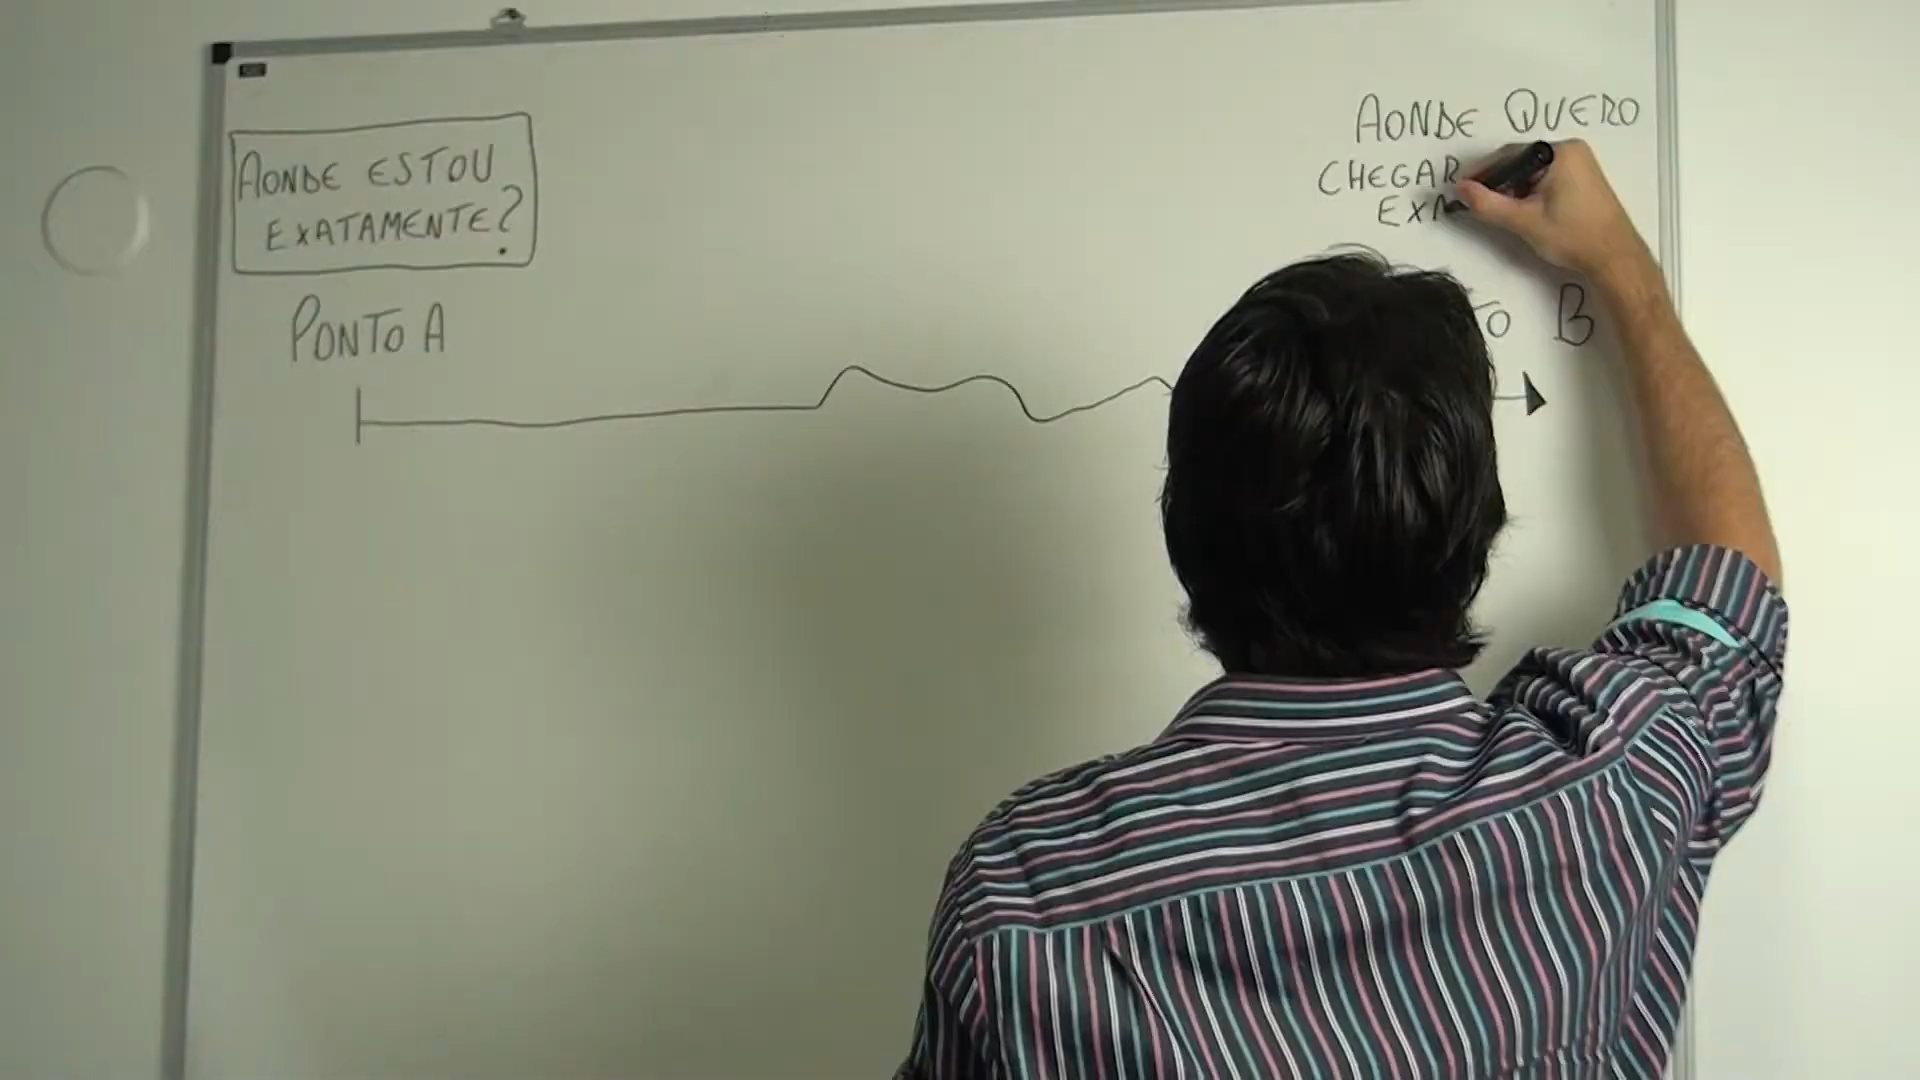 AONDE ESTOU
EXATAMENTE?
PONTO A
AONDE QUERO
CHEGAR
B